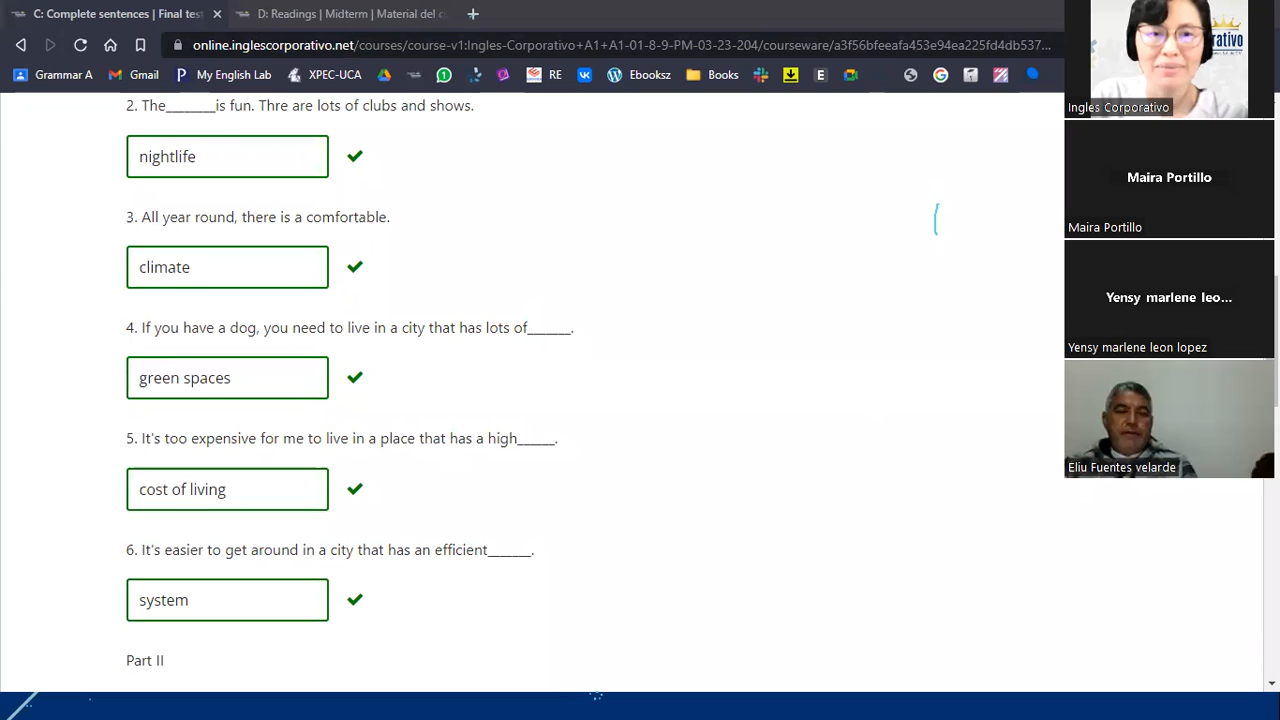 C: Complete sentences | Final tes
D: Readings | Midterm | Material del c
online.inglescorporativo.net/courses/course-v1:Ingles-Corporativo+A1+A1-01-8-9-PM-03-23-204/courseware/a3f56bfeeafa453e94ea225fd4db537...
Grammar A
Gmail
My English Lab
XPEC-UCA
RE
Ebooksz
Books
2. The________is fun. Thre are lots of clubs and shows.
nightlife
3. All year round, there is a comfortable.
climate
4. If you have a dog, you need to live in a city that has lots of_______.
green spaces
5. It's too expensive for me to live in a place that has a high______.
cost of living
6. It's easier to get around in a city that has an efficient_______.
system
Part II
rativo
Ingles Corporativo
Maira Portillo
Maira Portillo
Yensy marlene leo...
Yensy marlene leon lopez
Eliu Fuentes velarde